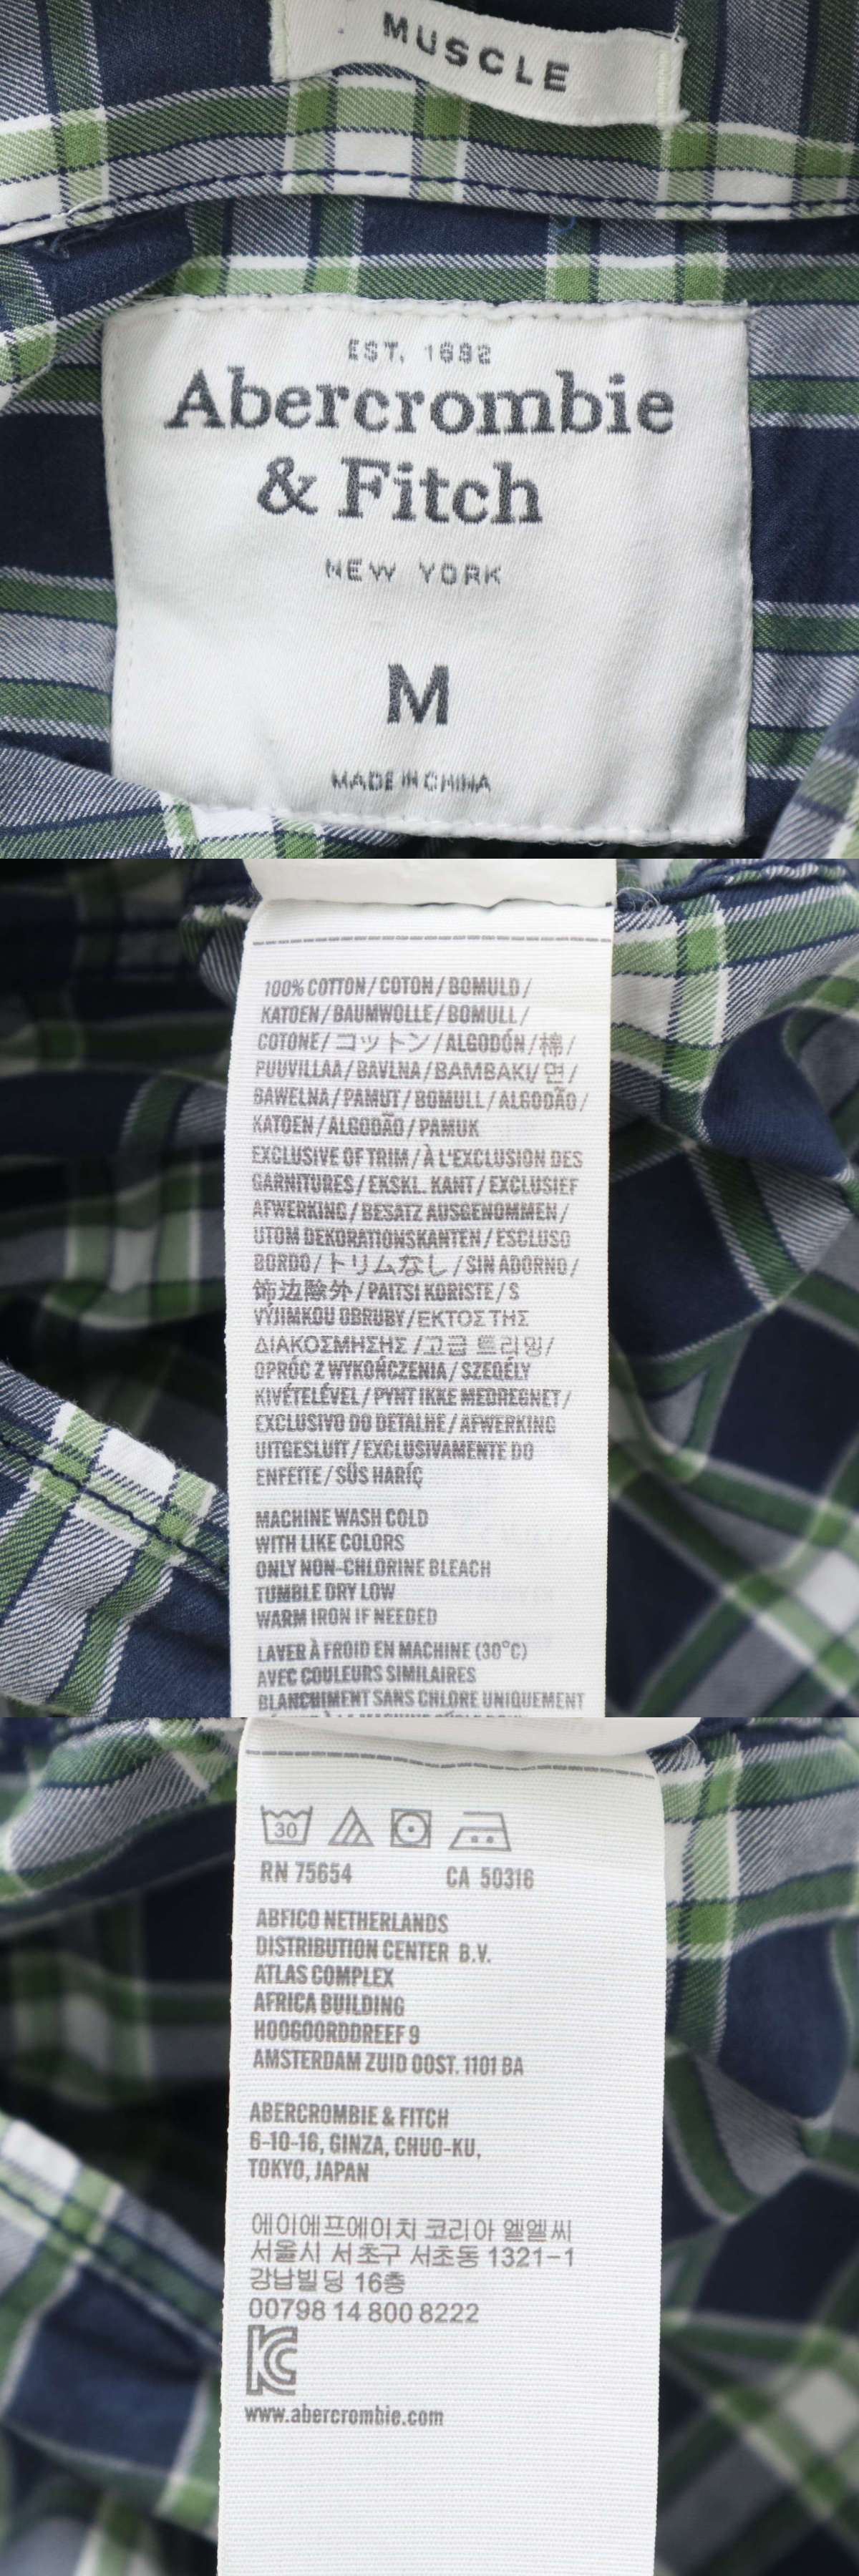 MUSCLE
EST. 1892
Abercrombie
& Fitch
NEW YORK
M
MADE IN CHINA
100% COTTON / COTON / BOMULD /
KATOEN / BAUMWOLLE / BOMULL /
COTONE / コットン / ALGODÓN / 棉 /
PUUVILLAA / BAVLNA / BAMBAKI / 면 /
BAWELNA / PAMUT / BOMULL / ALGODÃO /
KATOEN / ALGODÃO / PAMUK
EXCLUSIVE OF TRIM / À L'EXCLUSION DES
GARNITURES / EKSKL. KANT / EXCLUSIEF
AFWERKING / BESATZ AUSGENOMMEN /
UTOM DEKORATIONSKANTEN / ESCLUSO
BORDO / トリムなし / SIN ADORNO /
饰边除外 / PAITSI KORISTE / S
VÝJIMKOU OBRUBY / ΕΚΤΟΣ ΤΗΣ
ΔΙΑΚΟΣΜΗΣΗΣ / 고급 트리밍 /
OPRÓC Z WYKOŃCZENIA / SZEGÉLY
KIVÉTELÉVEL / PYNT IKKE MEDREGNET /
EXCLUSIVO DO DETALHE / AFWERKING
UITGESLUIT / EXCLUSIVAMENTE DO
ENFEITE / SÜS HARİÇ
MACHINE WASH COLD
WITH LIKE COLORS
ONLY NON-CHLORINE BLEACH
TUMBLE DRY LOW
WARM IRON IF NEEDED
LAVER À FROID EN MACHINE (30°C)
AVEC COULEURS SIMILAIRES
BLANCHIMENT SANS CHLORE UNIQUEMENT
30
RN 75654 CA 50316
ABFICO NETHERLANDS
DISTRIBUTION CENTER B.V.
ATLAS COMPLEX
AFRICA BUILDING
HOOGOORDDREEF 9
AMSTERDAM ZUID OOST. 1101 BA
ABERCROMBIE & FITCH
6-10-16, GINZA, CHUO-KU,
TOKYO, JAPAN
에이에프에이치 코리아 엘엘씨
서울시 서초구 서초동 1321-1
강남빌딩 16층
00798 14 800 8222
KC
www.abercrombie.com